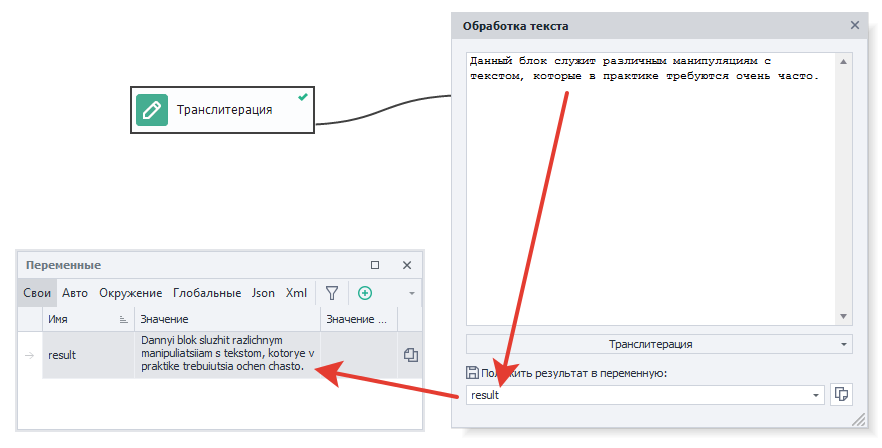 Обработка текста
Данный блок служит различным манипуляциям с
текстом, которые в практике требуются очень часто.
Транслитерация
Транслитерация
Положить результат в переменную:
result
Переменные
Свои Авто Окружение Глобальные Json Xml
Имя Значение Значение ...
result
Dannyi blok sluzhit razlichnym
manipuliatsiiam s tekstom, kotorye v
praktike trebuiutsia ochen chasto.